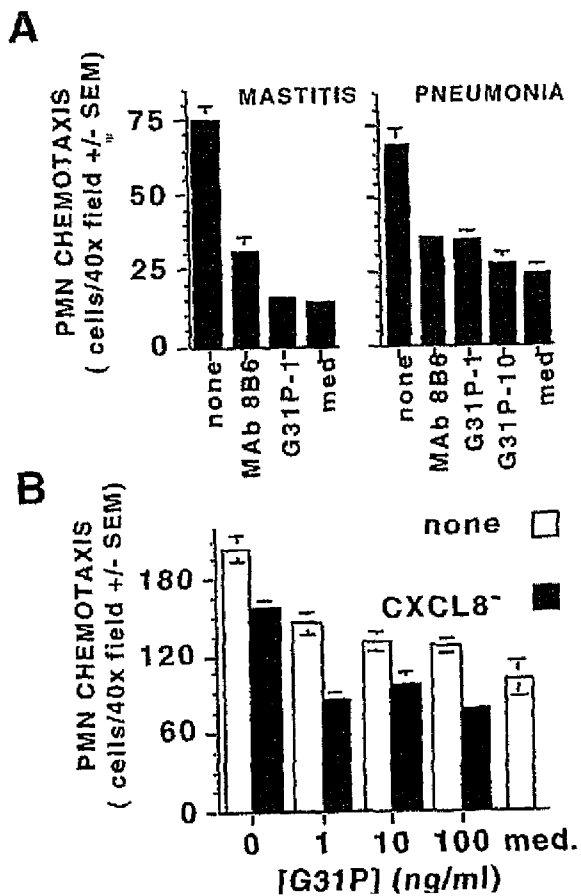 A
MASTITIS
PNEUMONIA
PMN CHEMOTAXIS
( cells/40x field +/- SEM)
75
50
25
0
none
MAb 8B6
G31P-1
med
none
MAb 8B6
G31P-1
G31P-10
med
B
none
CXCL8-
PMN CHEMOTAXIS
( cells/40x field +/- SEM)
180
120
60
0
0 1 10 100 med.
[G31P] (ng/ml)